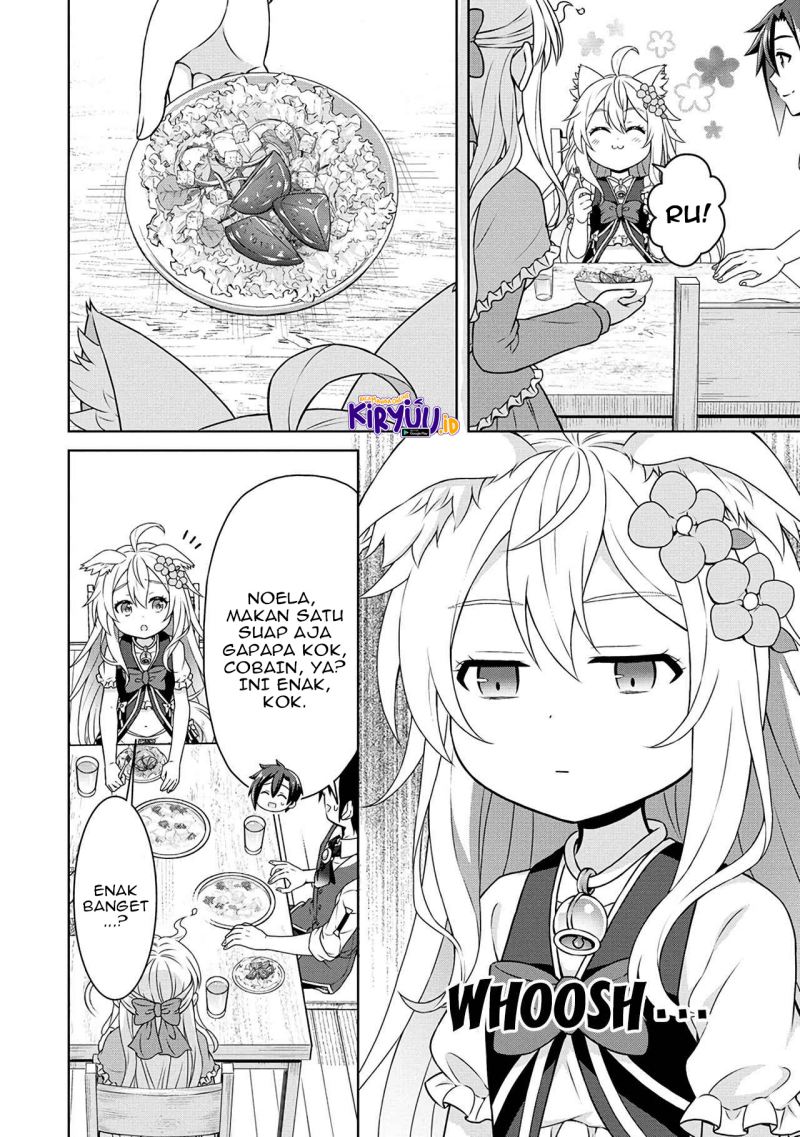 RU!
KIRYUU.ID
WHOOSH...
NOELA,
MAKAN SATU
SUAP AJA
GAPAPA KOK,
COBAIN, YA?
INI ENAK,
KOK.
ENAK
BANGET
...?